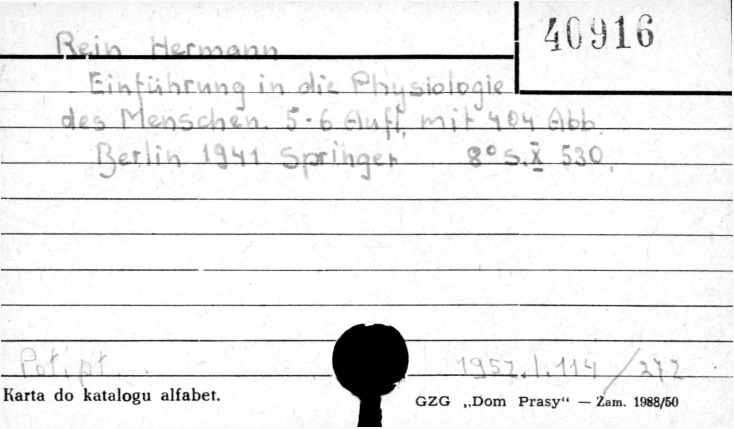 40916
Rein Hermann
Einführung in die Physiologie
des Menschen. 5-6 Aufl, mit 404 Abb.
Berlin 1941 Springer 8° S.X 530.
1957.I.114/272
Karta do katalogu alfabet.
GZG „Dom Prasy“ — Zam. 1988/50